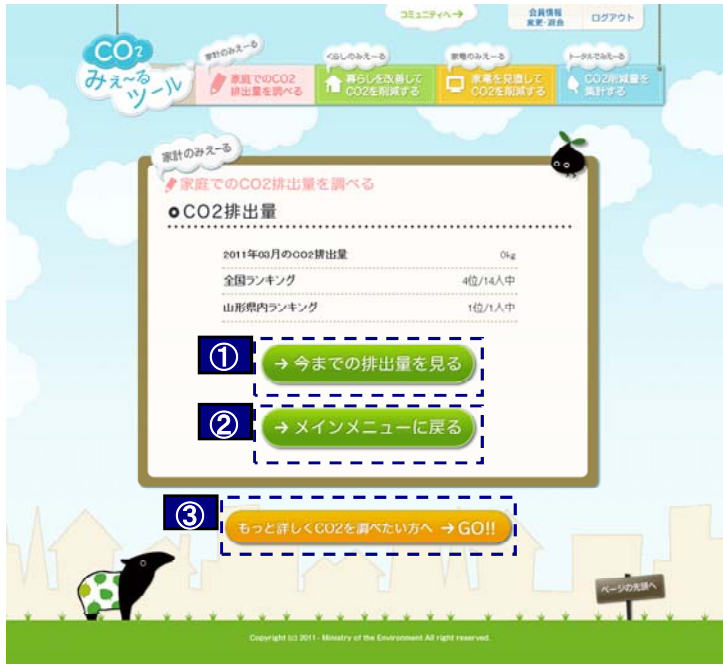 コミュニティへ→
会員情報
変更・退会
ログアウト
CO2
みえ~る
ツール
家計のみえーる
家庭でのCO2
排出量を調べる
くらしのみえーる
暮らしを改善して
CO2を削減する
家電のみえーる
家電を見直して
CO2を削減する
トータルでみえーる
CO2削減量を
集計する
家計のみえーる
家庭でのCO2排出量を調べる
CO2排出量
2011年03月のCO2排出量 0kg
全国ランキング 4位/14人中
山形県内ランキング 1位/1人中
① →今までの排出量を見る
② →メインメニューに戻る
③ もっと詳しくCO2を調べたい方へ →GO!!
ページの先頭へ
Copyright (c) 2011 - Ministry of the Environment All right reserved.